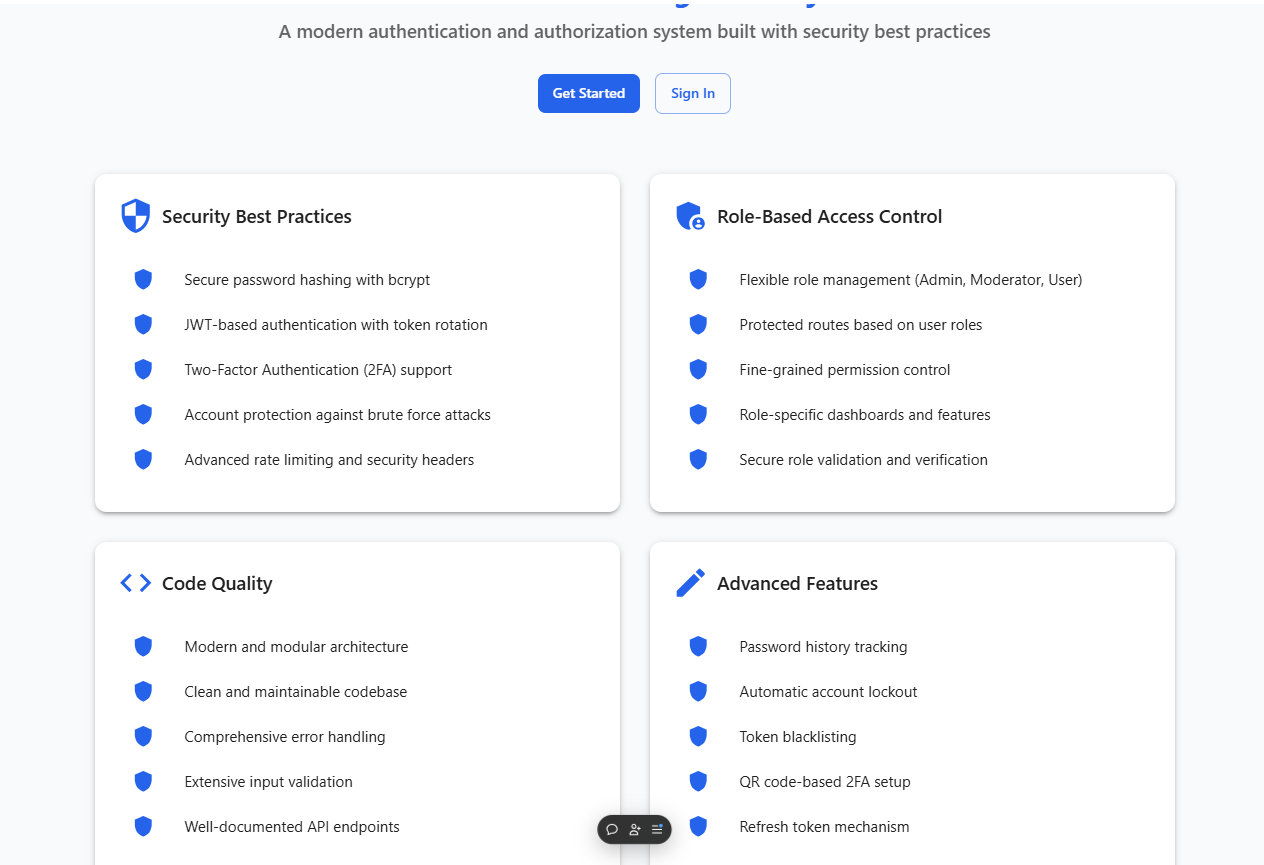 A modern authentication and authorization system built with security best practices
Get Started
Sign In
Security Best Practices
Secure password hashing with bcrypt
JWT-based authentication with token rotation
Two-Factor Authentication (2FA) support
Account protection against brute force attacks
Advanced rate limiting and security headers
Role-Based Access Control
Flexible role management (Admin, Moderator, User)
Protected routes based on user roles
Fine-grained permission control
Role-specific dashboards and features
Secure role validation and verification
Code Quality
Modern and modular architecture
Clean and maintainable codebase
Comprehensive error handling
Extensive input validation
Well-documented API endpoints
Advanced Features
Password history tracking
Automatic account lockout
Token blacklisting
QR code-based 2FA setup
Refresh token mechanism